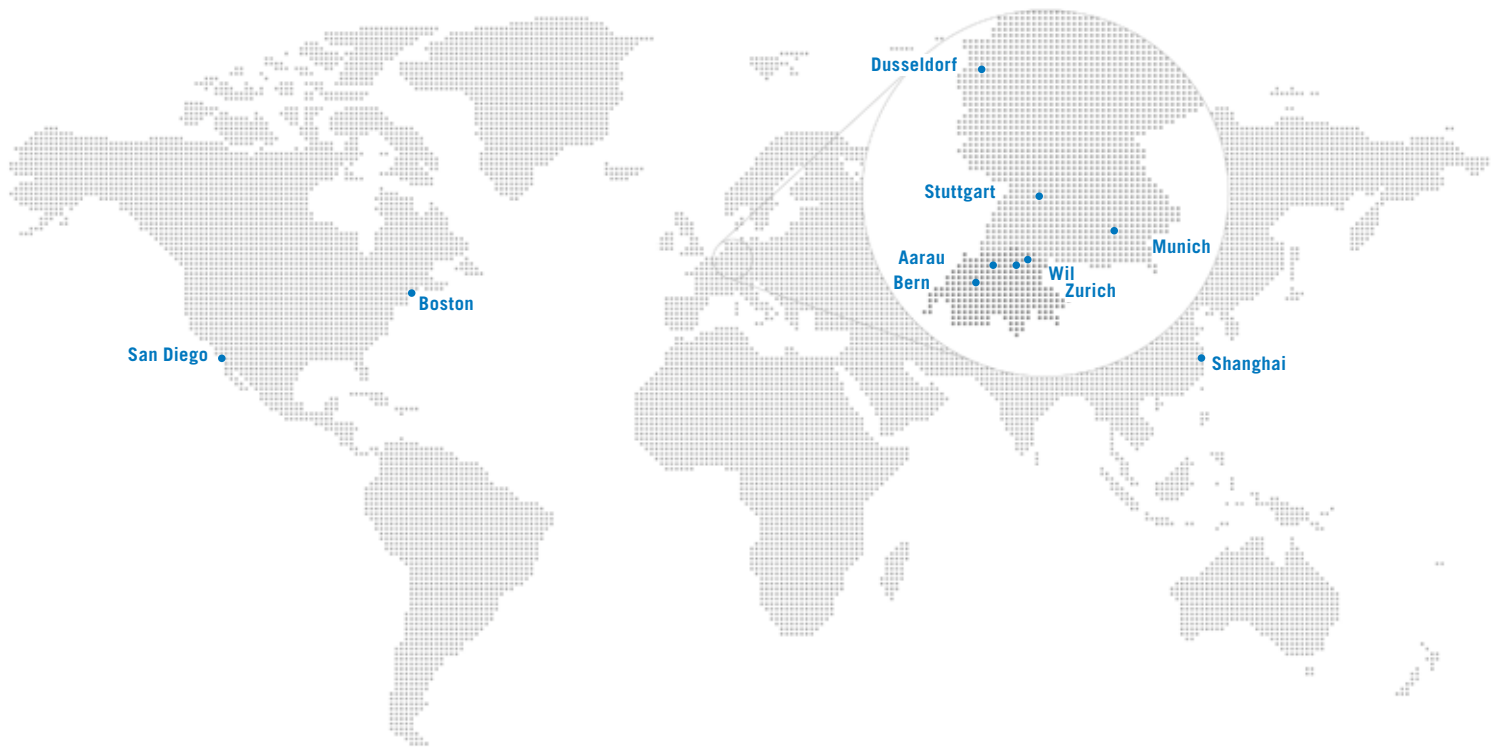 Dusseldorf
Stuttgart
Munich
Aarau
Wil
Bern
Zurich
Boston
San Diego
Shanghai